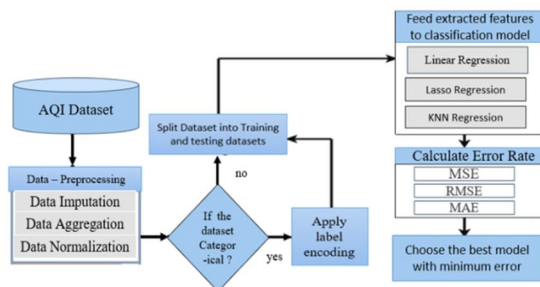 AQI Dataset
Data – Preprocessing
Data Imputation
Data Aggregation
Data Normalization
If the
dataset
Categor
-ical ?
no
yes
Apply
label
encoding
Split Dataset into Training
and testing datasets
Feed extracted features
to classification model
Linear Regression
Lasso Regression
KNN Regression
Calculate Error Rate
MSE
RMSE
MAE
Choose the best model
with minimum error